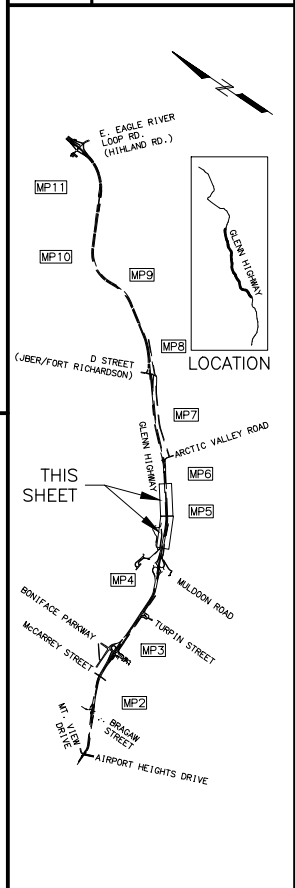 N
E. EAGLE RIVER
LOOP RD.
(HIHLAND RD.)
MP11
GLENN HIGHWAY
MP10
MP9
MP8
LOCATION
D STREET
(JBER/FORT RICHARDSON)
MP7
GLENN HIGHWAY
ARCTIC VALLEY ROAD
MP6
THIS
SHEET
MP5
MP4
MULDOON ROAD
BONIFACE PARKWAY
TURPIN STREET
McCARREY STREET
MP3
MP2
MT. VIEW
DRIVE
BRAGAW
STREET
AIRPORT HEIGHTS DRIVE